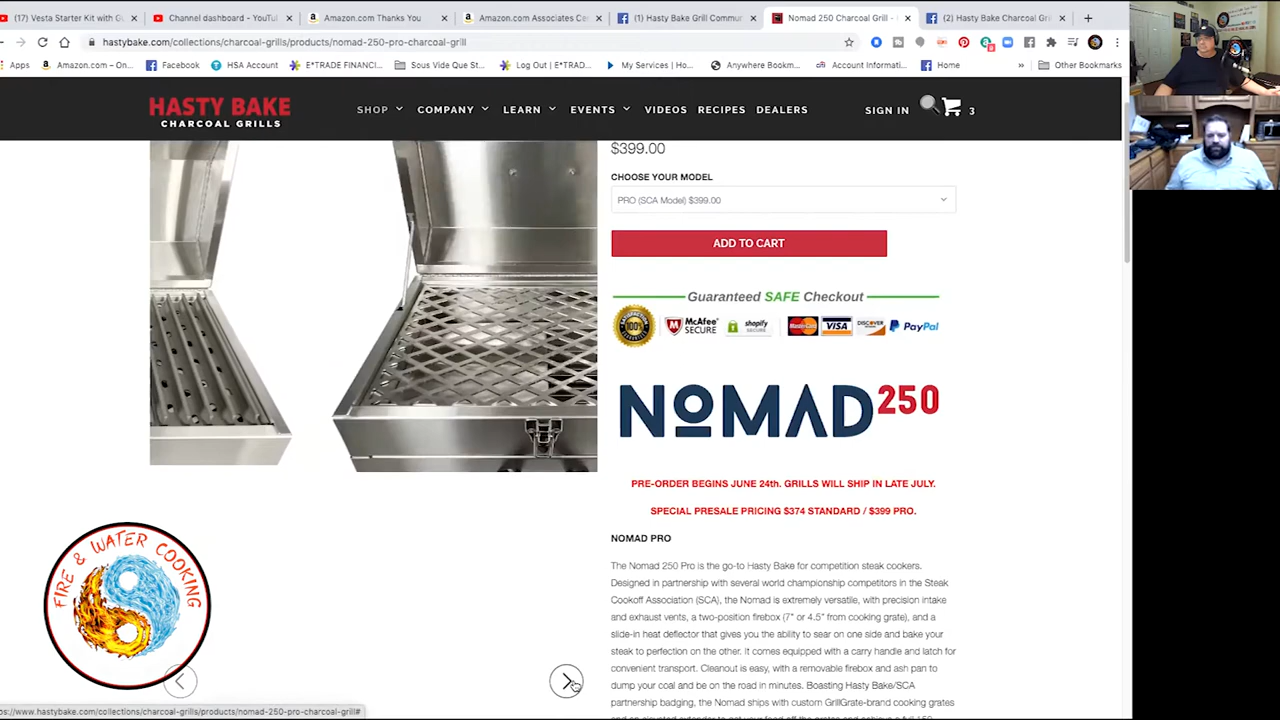 (17) Vesta Starter Kit with G
Channel dashboard - YouTu
Amazon.com Thanks You
Amazon.com Associates Ce
(1) Hasty Bake Grill Commun
Nomad 250 Charcoal Grill -
(2) Hasty Bake Charcoal Gr
hastybake.com/collections/charcoal-grills/products/nomad-250-pro-charcoal-grill
Apps
Amazon.com – On...
Facebook
HSA Account
E*TRADE FINANCI...
Sous Vide Que St...
Log Out | E*TRAD...
My Services | Ho...
Anywhere Bookm...
Account Informati...
Home
Other Bookmarks
HASTY BAKE
CHARCOAL GRILLS
SHOP COMPANY LEARN EVENTS VIDEOS RECIPES DEALERS
SIGN IN 3
$399.00
CHOOSE YOUR MODEL
PRO (SCA Model) $399.00
ADD TO CART
Guaranteed SAFE Checkout
100%
McAfee SECURE
shopify SECURE
MasterCard
VISA
DISCOVER
PayPal
NOMAD250
PRE-ORDER BEGINS JUNE 24th. GRILLS WILL SHIP IN LATE JULY.
SPECIAL PRESALE PRICING $374 STANDARD / $399 PRO.
NOMAD PRO
The Nomad 250 Pro is the go-to Hasty Bake for competition steak cookers.
Designed in partnership with several world championship competitors in the Steak
Cookoff Association (SCA), the Nomad is extremely versatile, with precision intake
and exhaust vents, a two-position firebox (7" or 4.5" from cooking grate), and a
slide-in heat deflector that gives you the ability to sear on one side and bake your
steak to perfection on the other. It comes equipped with a carry handle and latch for
convenient transport. Cleanout is easy, with a removable firebox and ash pan to
dump your coal and be on the road in minutes. Boasting Hasty Bake/SCA
partnership badging, the Nomad ships with custom GrillGrate-brand cooking grates
FIRE & WATER COOKING
ps://www.hastybake.com/collections/charcoal-grills/products/nomad-250-pro-charcoal-grill#